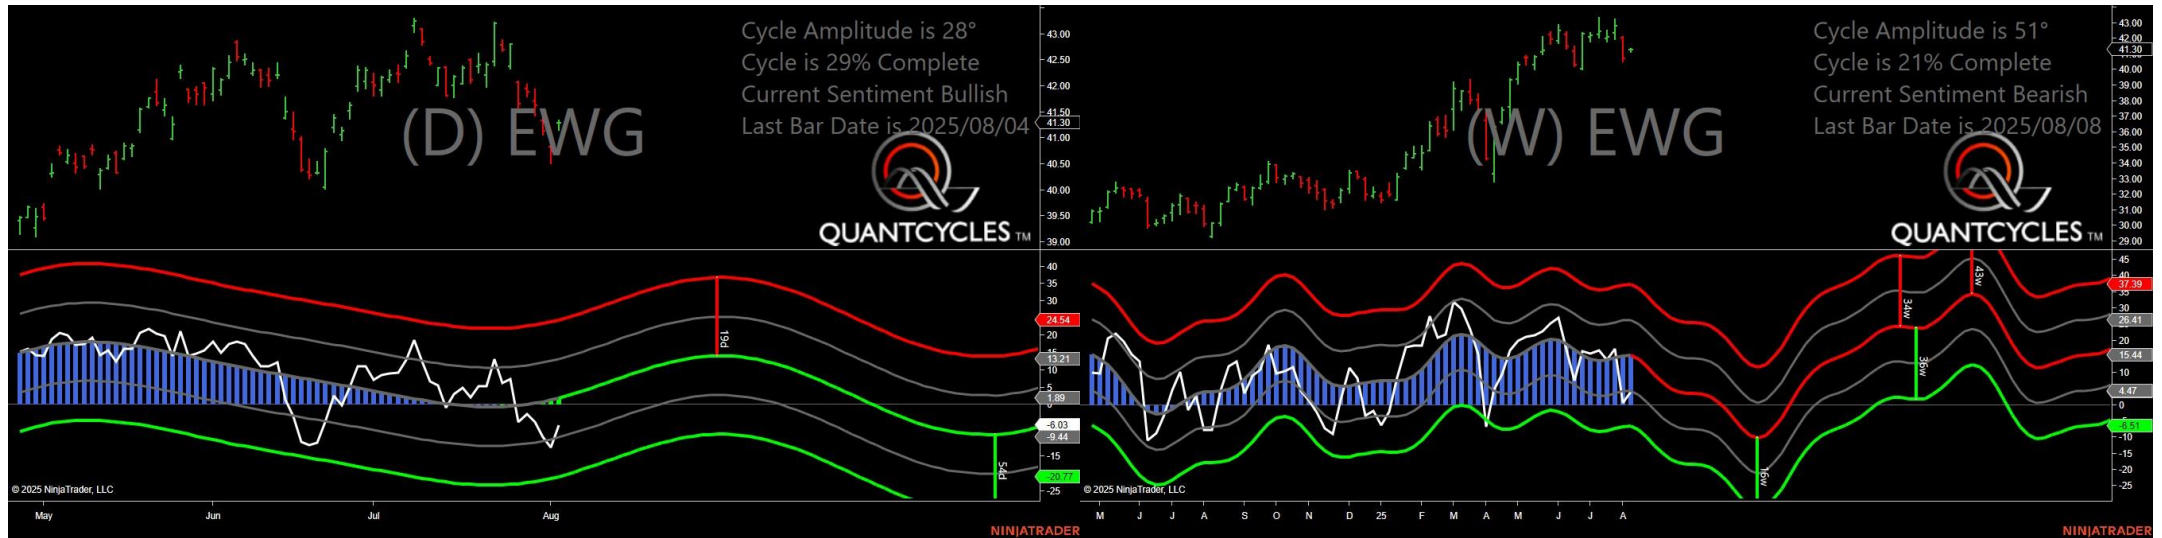 Cycle Amplitude is 28°
Cycle is 29% Complete
Current Sentiment Bullish
Last Bar Date is 2025/08/04
(D) EWG
QUANTCYCLES TM
43.00
42.50
42.00
41.50
41.30
41.00
40.50
40.00
39.50
39.00
40
35
30
24.54
20
15
13.21
10
5
1.89
0
-6.03
-9.44
-15
-20.77
-25
19d
54d
© 2025 NinjaTrader, LLC
May Jun Jul Aug
NINJATRADER
Cycle Amplitude is 51°
Cycle is 21% Complete
Current Sentiment Bearish
Last Bar Date is 2025/08/08
(W) EWG
QUANTCYCLES TM
43.00
42.00
41.30
40.00
39.00
38.00
37.00
36.00
35.00
34.00
33.00
32.00
31.00
30.00
29.00
45
40
37.39
35
30
26.41
20
15.44
10
4.47
0
-6.51
-10
-15
-20
-25
34w
43w
36w
16w
© 2025 NinjaTrader, LLC
M J J A S O N D 25 F M A M J J A
NINJATRADER